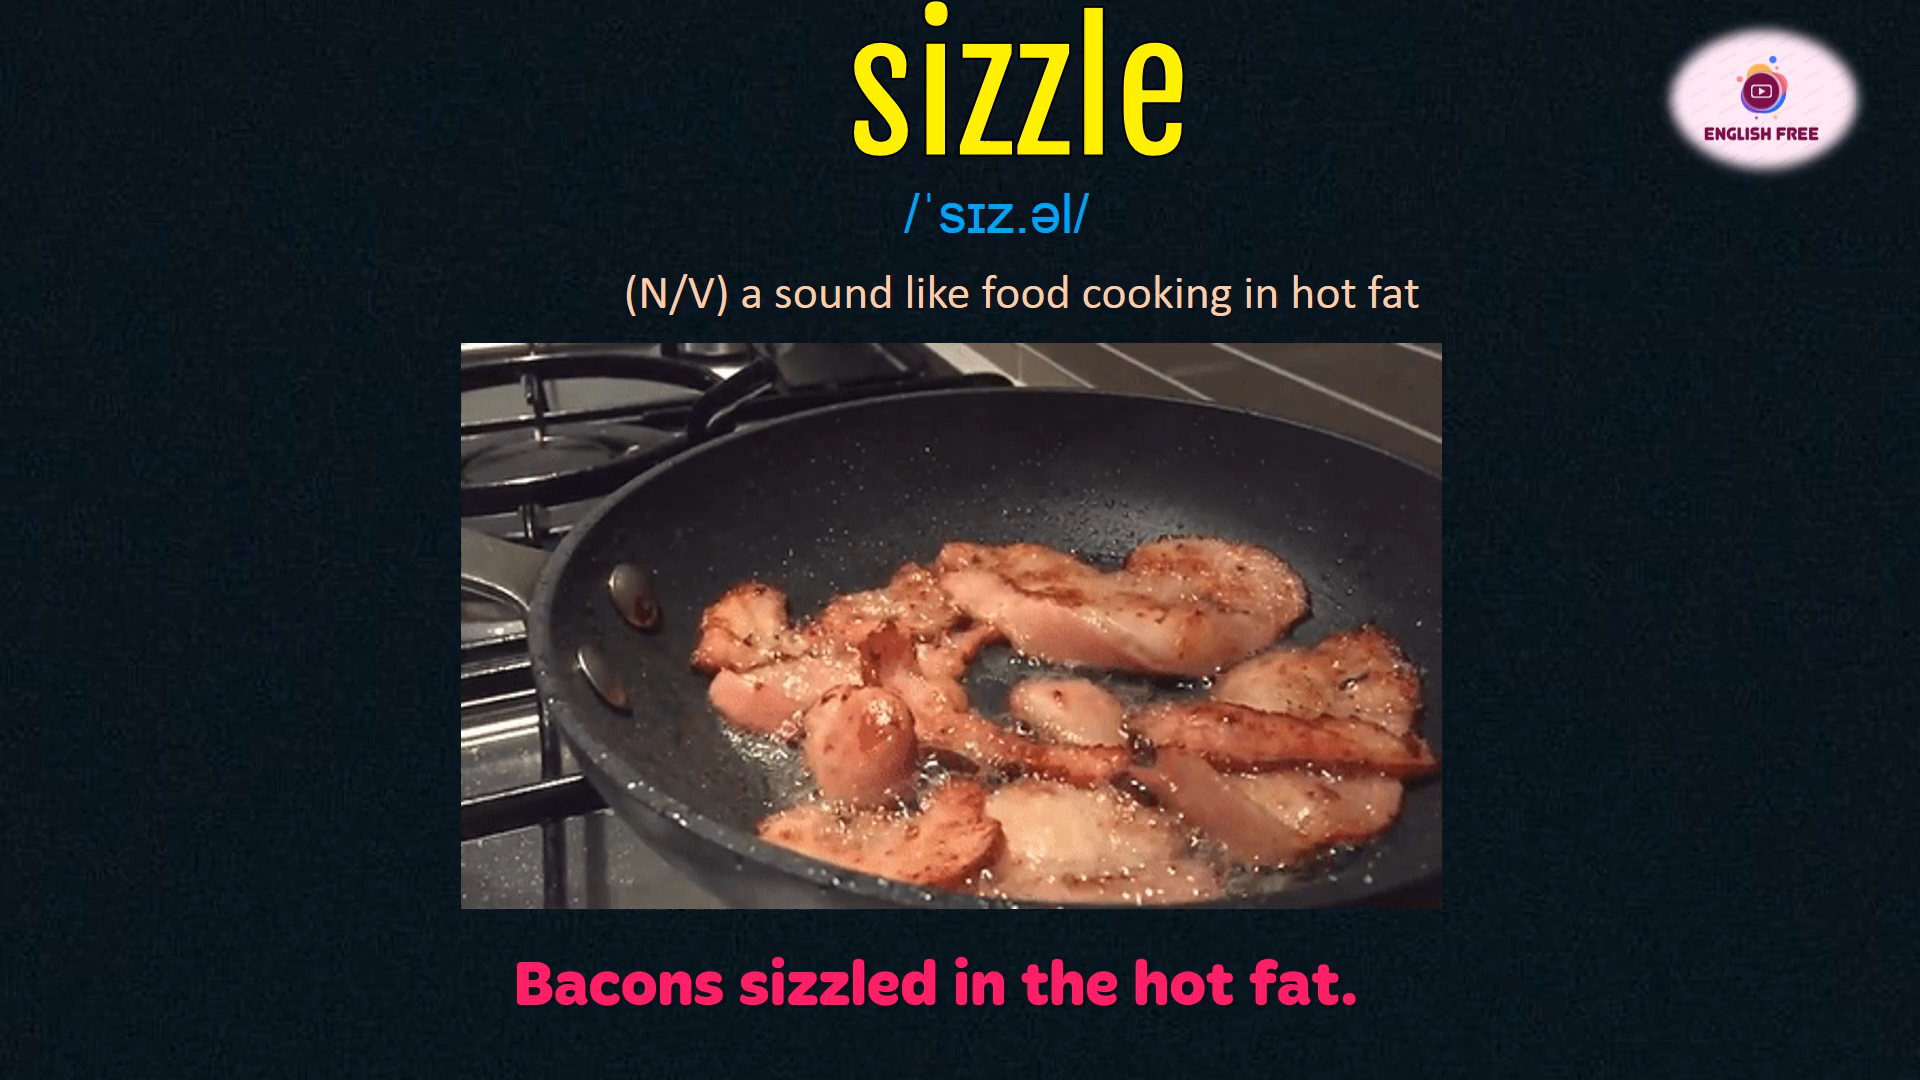 sizzle
ENGLISH FREE
/ˈsɪz.əl/
(N/V) a sound like food cooking in hot fat
Bacons sizzled in the hot fat.